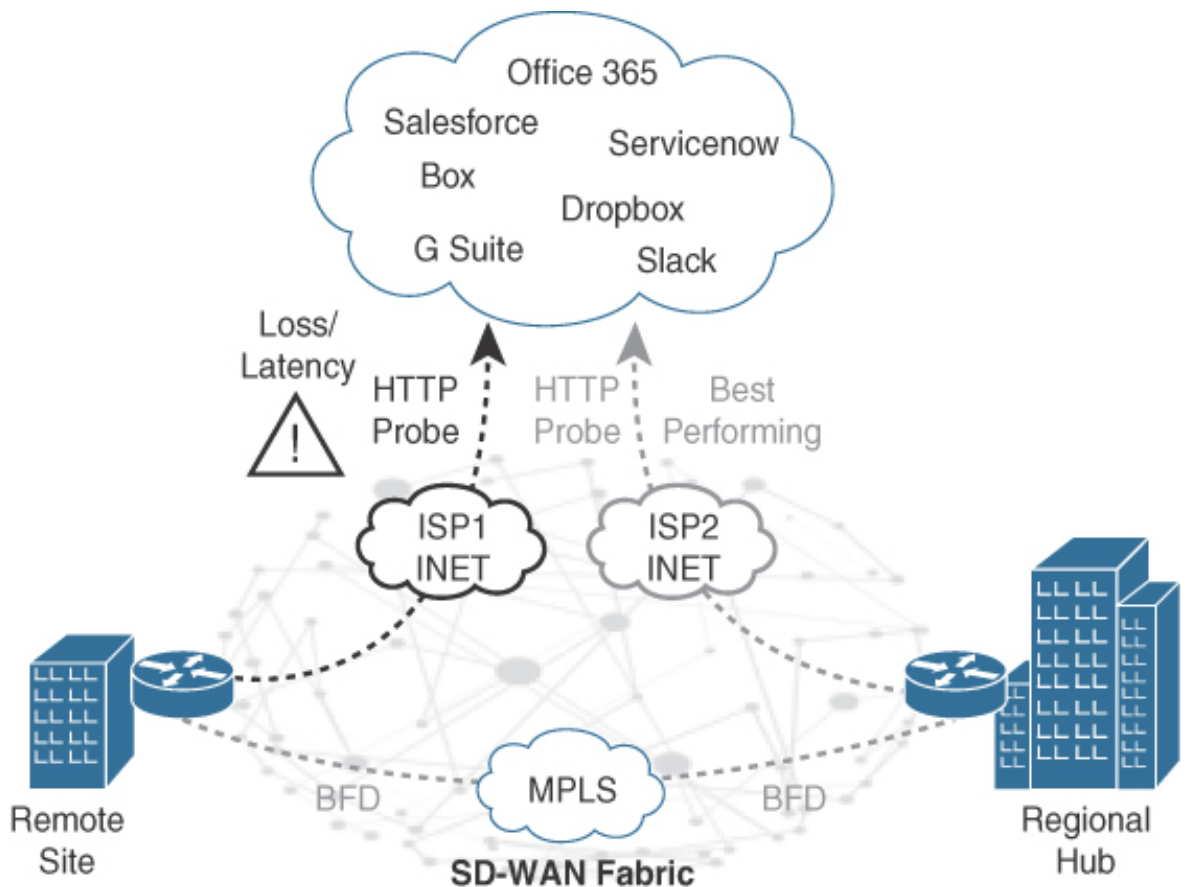 Office 365
Salesforce
Servicenow
Box
Dropbox
G Suite
Slack
Loss/
Latency
!
HTTP
Probe
HTTP
Probe
Best
Performing
ISP1
INET
ISP2
INET
BFD
MPLS
BFD
Remote
Site
Regional
Hub
SD-WAN Fabric